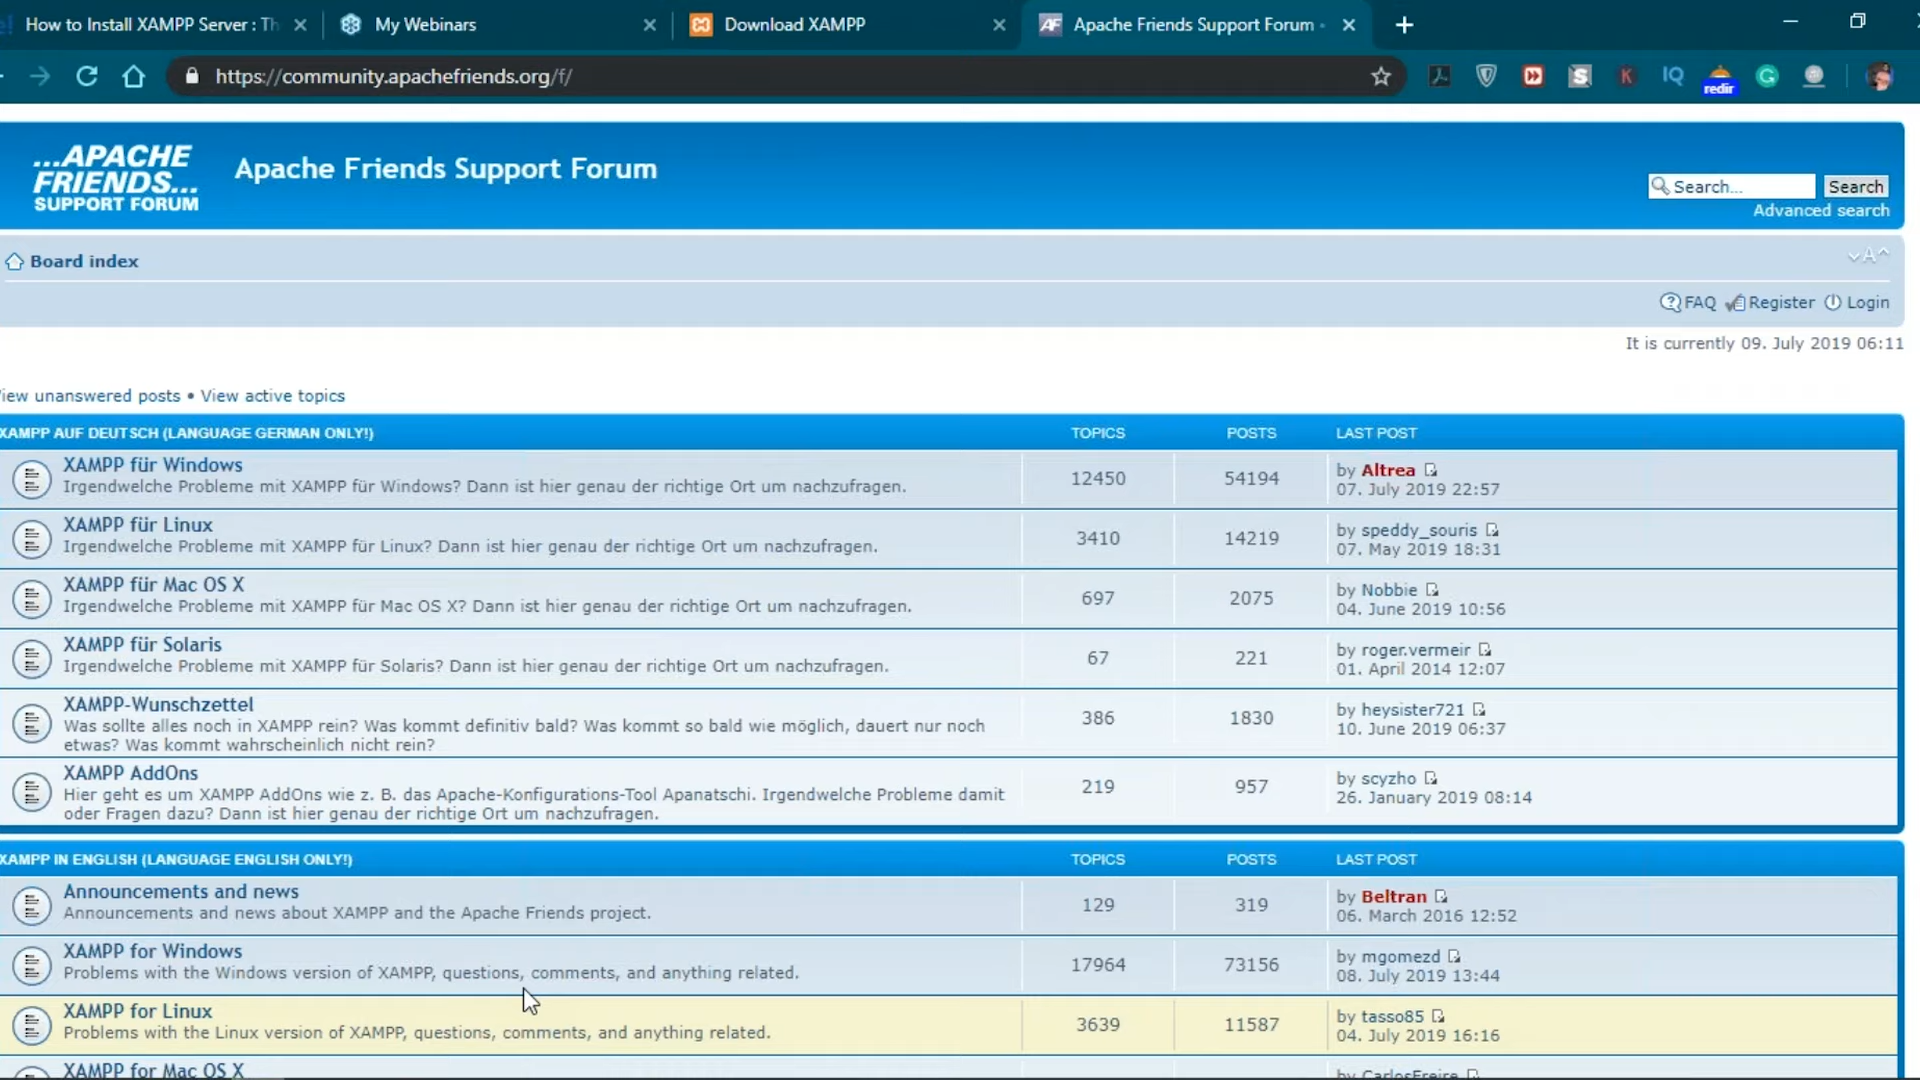 How to Install XAMPP Server : Th
My Webinars
Download XAMPP
Apache Friends Support Forum -
https://community.apachefriends.org/f/
IQ
redir
...APACHE
FRIENDS...
SUPPORT FORUM
Apache Friends Support Forum
Search...
Search
Advanced search
Board index
A
FAQ
Register
Login
It is currently 09. July 2019 06:11
iew unanswered posts • View active topics
XAMPP AUF DEUTSCH (LANGUAGE GERMAN ONLY!) TOPICS POSTS LAST POST
XAMPP für Windows
Irgendwelche Probleme mit XAMPP für Windows? Dann ist hier genau der richtige Ort um nachzufragen.
12450
54194
by Altrea
07. July 2019 22:57
XAMPP für Linux
Irgendwelche Probleme mit XAMPP für Linux? Dann ist hier genau der richtige Ort um nachzufragen.
3410
14219
by speddy_souris
07. May 2019 18:31
XAMPP für Mac OS X
Irgendwelche Probleme mit XAMPP für Mac OS X? Dann ist hier genau der richtige Ort um nachzufragen.
697
2075
by Nobbie
04. June 2019 10:56
XAMPP für Solaris
Irgendwelche Probleme mit XAMPP für Solaris? Dann ist hier genau der richtige Ort um nachzufragen.
67
221
by roger.vermeir
01. April 2014 12:07
XAMPP-Wunschzettel
Was sollte alles noch in XAMPP rein? Was kommt definitiv bald? Was kommt so bald wie möglich, dauert nur noch
etwas? Was kommt wahrscheinlich nicht rein?
386
1830
by heysister721
10. June 2019 06:37
XAMPP AddOns
Hier geht es um XAMPP AddOns wie z. B. das Apache-Konfigurations-Tool Apanatschi. Irgendwelche Probleme damit
oder Fragen dazu? Dann ist hier genau der richtige Ort um nachzufragen.
219
957
by scyzho
26. January 2019 08:14
XAMPP IN ENGLISH (LANGUAGE ENGLISH ONLY!) TOPICS POSTS LAST POST
Announcements and news
Announcements and news about XAMPP and the Apache Friends project.
129
319
by Beltran
06. March 2016 12:52
XAMPP for Windows
Problems with the Windows version of XAMPP, questions, comments, and anything related.
17964
73156
by mgomezd
08. July 2019 13:44
XAMPP for Linux
Problems with the Linux version of XAMPP, questions, comments, and anything related.
3639
11587
by tasso85
04. July 2019 16:16
XAMPP for Mac OS X
by CarlosFreire